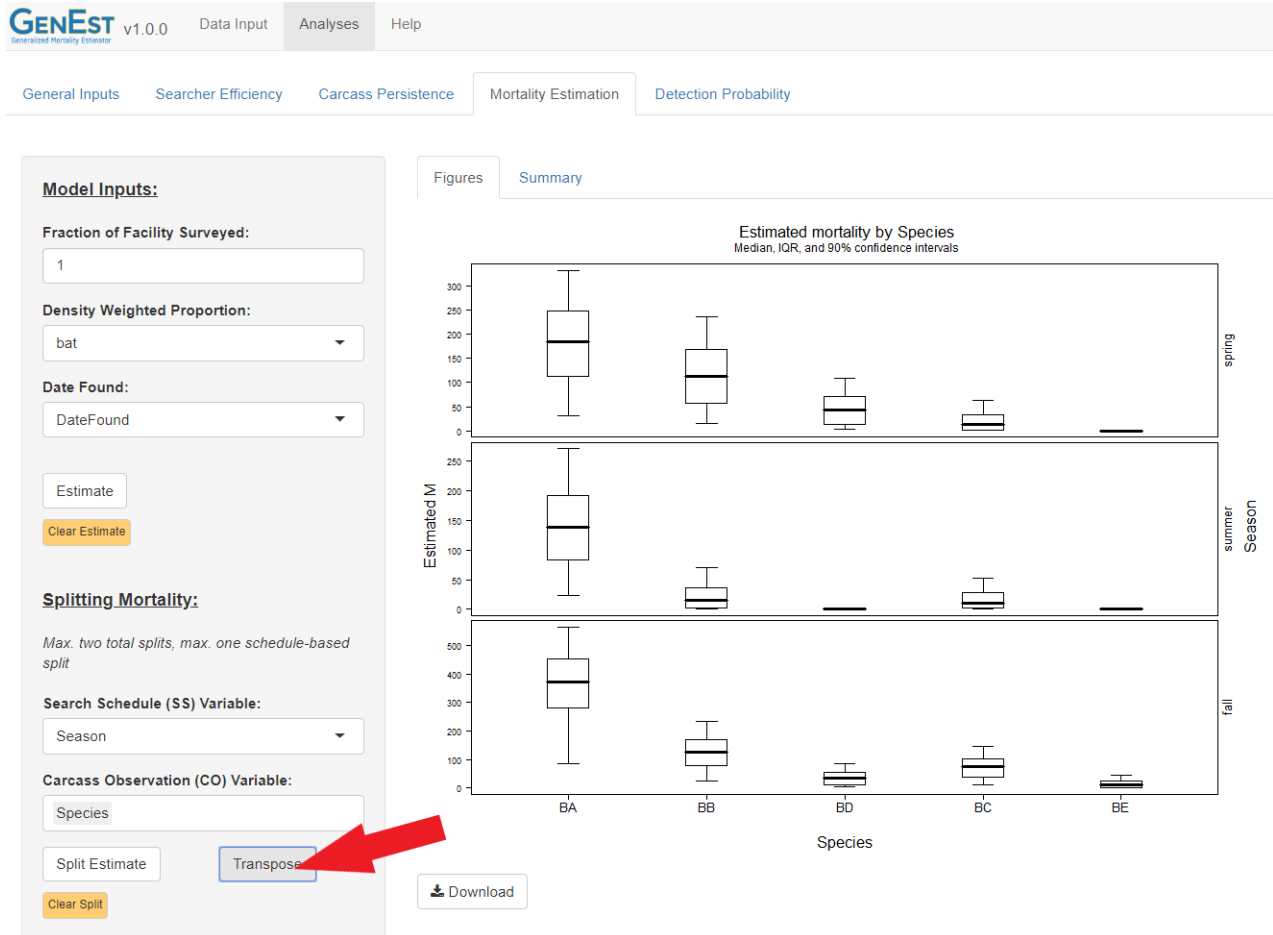 GENEST v1.0.0 Data Input Analyses Help
Generalized Mortality Estimator
General Inputs Searcher Efficiency Carcass Persistence Mortality Estimation Detection Probability
Model Inputs:
Fraction of Facility Surveyed:
1
Density Weighted Proportion:
bat
Date Found:
DateFound
Estimate
Clear Estimate
Splitting Mortality:
Max. two total splits, max. one schedule-based
split
Search Schedule (SS) Variable:
Season
Carcass Observation (CO) Variable:
Species
Split Estimate Transpose
Clear Split
Figures Summary
Estimated mortality by Species
Median, IQR, and 90% confidence intervals
Estimated M
300
250
200
150
100
50
0
spring
250
200
150
100
50
0
summer
500
400
300
200
100
0
fall
Season
BA BB BD BC BE
Species
Download